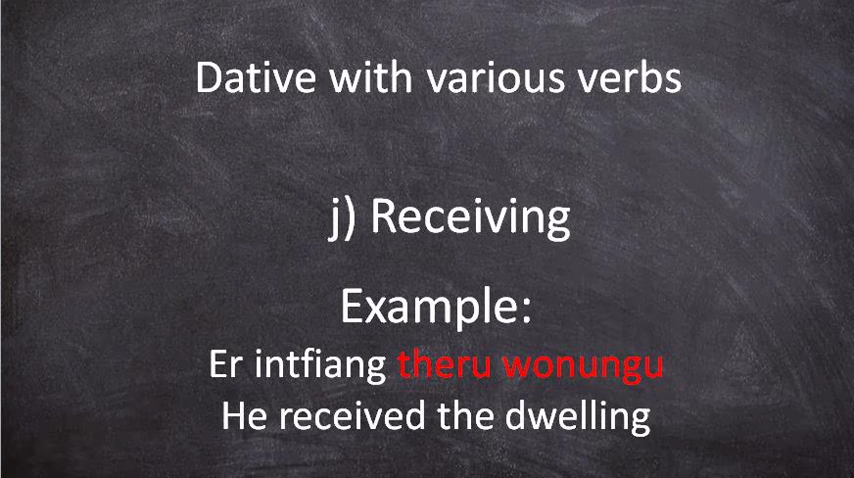 Dative with various verbs
j) Receiving
Example:
Er intfiang theru wonungu
He received the dwelling